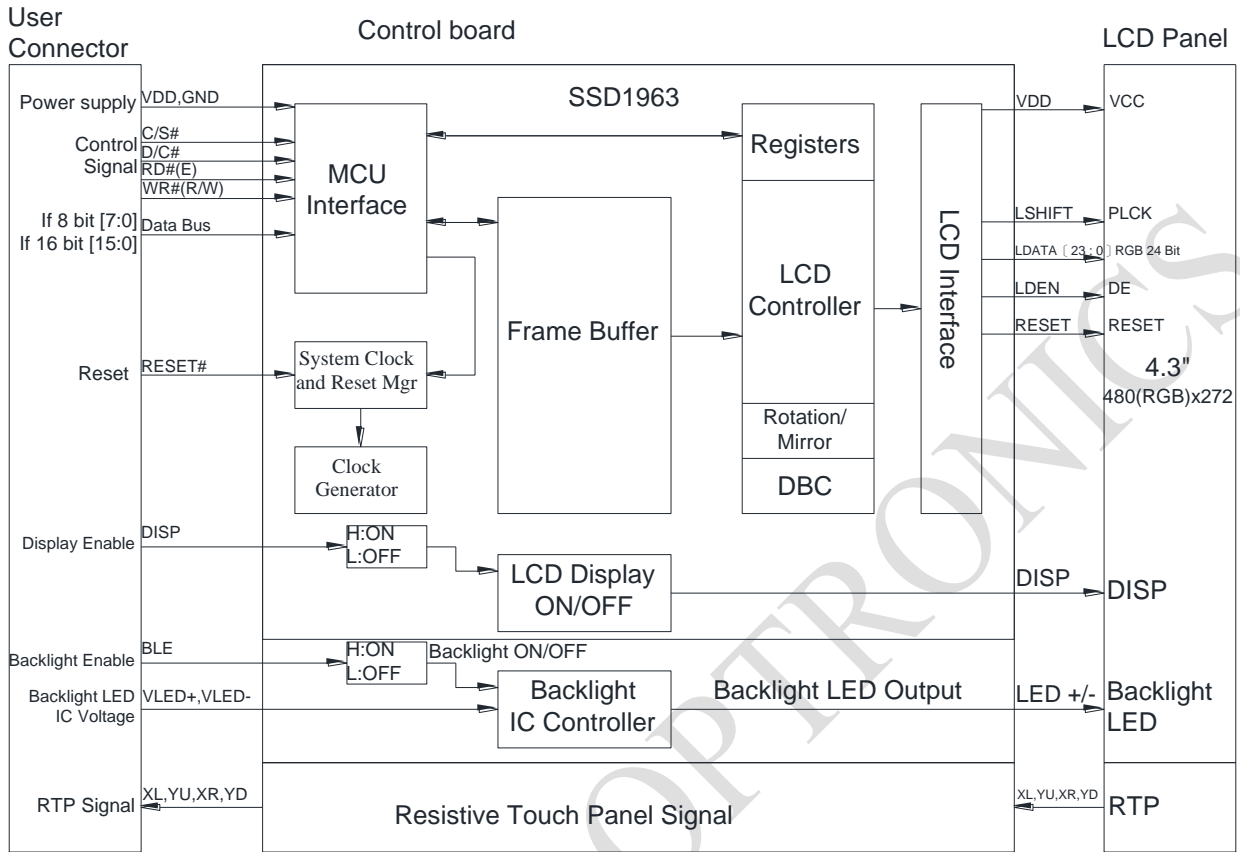 User
Connector
Control board
LCD Panel
SSD1963
Power supply
VDD,GND
Control
Signal
C/S#
D/C#
RD#(E)
WR#(R/W)
If 8 bit [7:0]
If 16 bit [15:0]
Data Bus
MCU
Interface
Registers
LCD
Controller
Rotation/
Mirror
DBC
Frame Buffer
LCD Interface
VDD
VCC
LSHIFT
PLCK
LDATA〔23:0〕
RGB 24 Bit
LDEN
DE
RESET
RESET
4.3"
480(RGB)x272
Reset
RESET#
System Clock
and Reset Mgr
Clock
Generator
Display Enable
DISP
H:ON
L:OFF
LCD Display
ON/OFF
DISP
DISP
Backlight Enable
BLE
H:ON
L:OFF
Backlight ON/OFF
Backlight LED
IC Voltage
VLED+,VLED-
Backlight
IC Controller
Backlight LED Output
LED +/-
Backlight
LED
RTP Signal
XL,YU,XR,YD
Resistive Touch Panel Signal
XL,YU,XR,YD
RTP
OPTRONICS